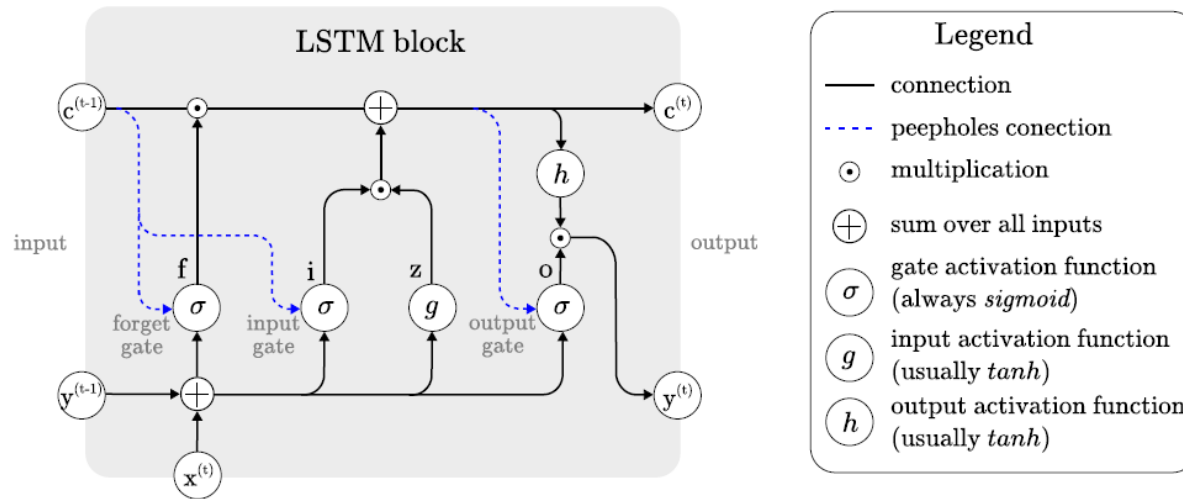 LSTM block
c(t-1)
c(t)
h
input
output
f
i
z
o
σ
σ
g
σ
forget
gate
input
gate
output
gate
y(t-1)
y(t)
x(t)
Legend
connection
peepholes conection
multiplication
sum over all inputs
σ
gate activation function
(always sigmoid)
g
input activation function
(usually tanh)
h
output activation function
(usually tanh)